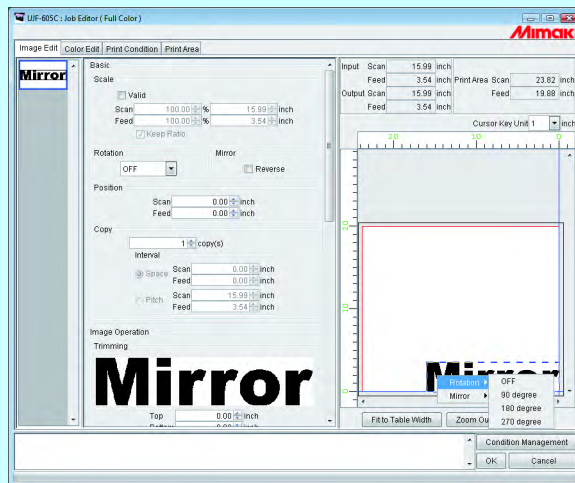 UJF-605C : Job Editor ( Full Color )
Mimaki
Image Edit Color Edit Print Condition Print Area
Mirror
Basic
Scale
Valid
Scan 100.00 % 15.99 inch
Feed 100.00 % 3.54 inch
Keep Ratio
Rotation Mirror
OFF Reverse
Position
Scan 0.00 inch
Feed 0.00 inch
Copy
1 copy(s)
Interval
Space Scan 0.00 inch
Feed 0.00 inch
Pitch Scan 15.99 inch
Feed 3.54 inch
Image Operation
Trimming
Mirror
Top 0.00 inch
Input Scan 15.99 inch
Feed 3.54 inch Print Area Scan 23.82 inch
Output Scan 15.99 inch Feed 19.88 inch
Feed 3.54 inch
Cursor Key Unit 1 inch
20 10 0
20
10
0
Mirror
Rotation OFF
Mirror 90 degree
180 degree
270 degree
Fit to Table Width Zoom Ou
Condition Management
OK Cancel